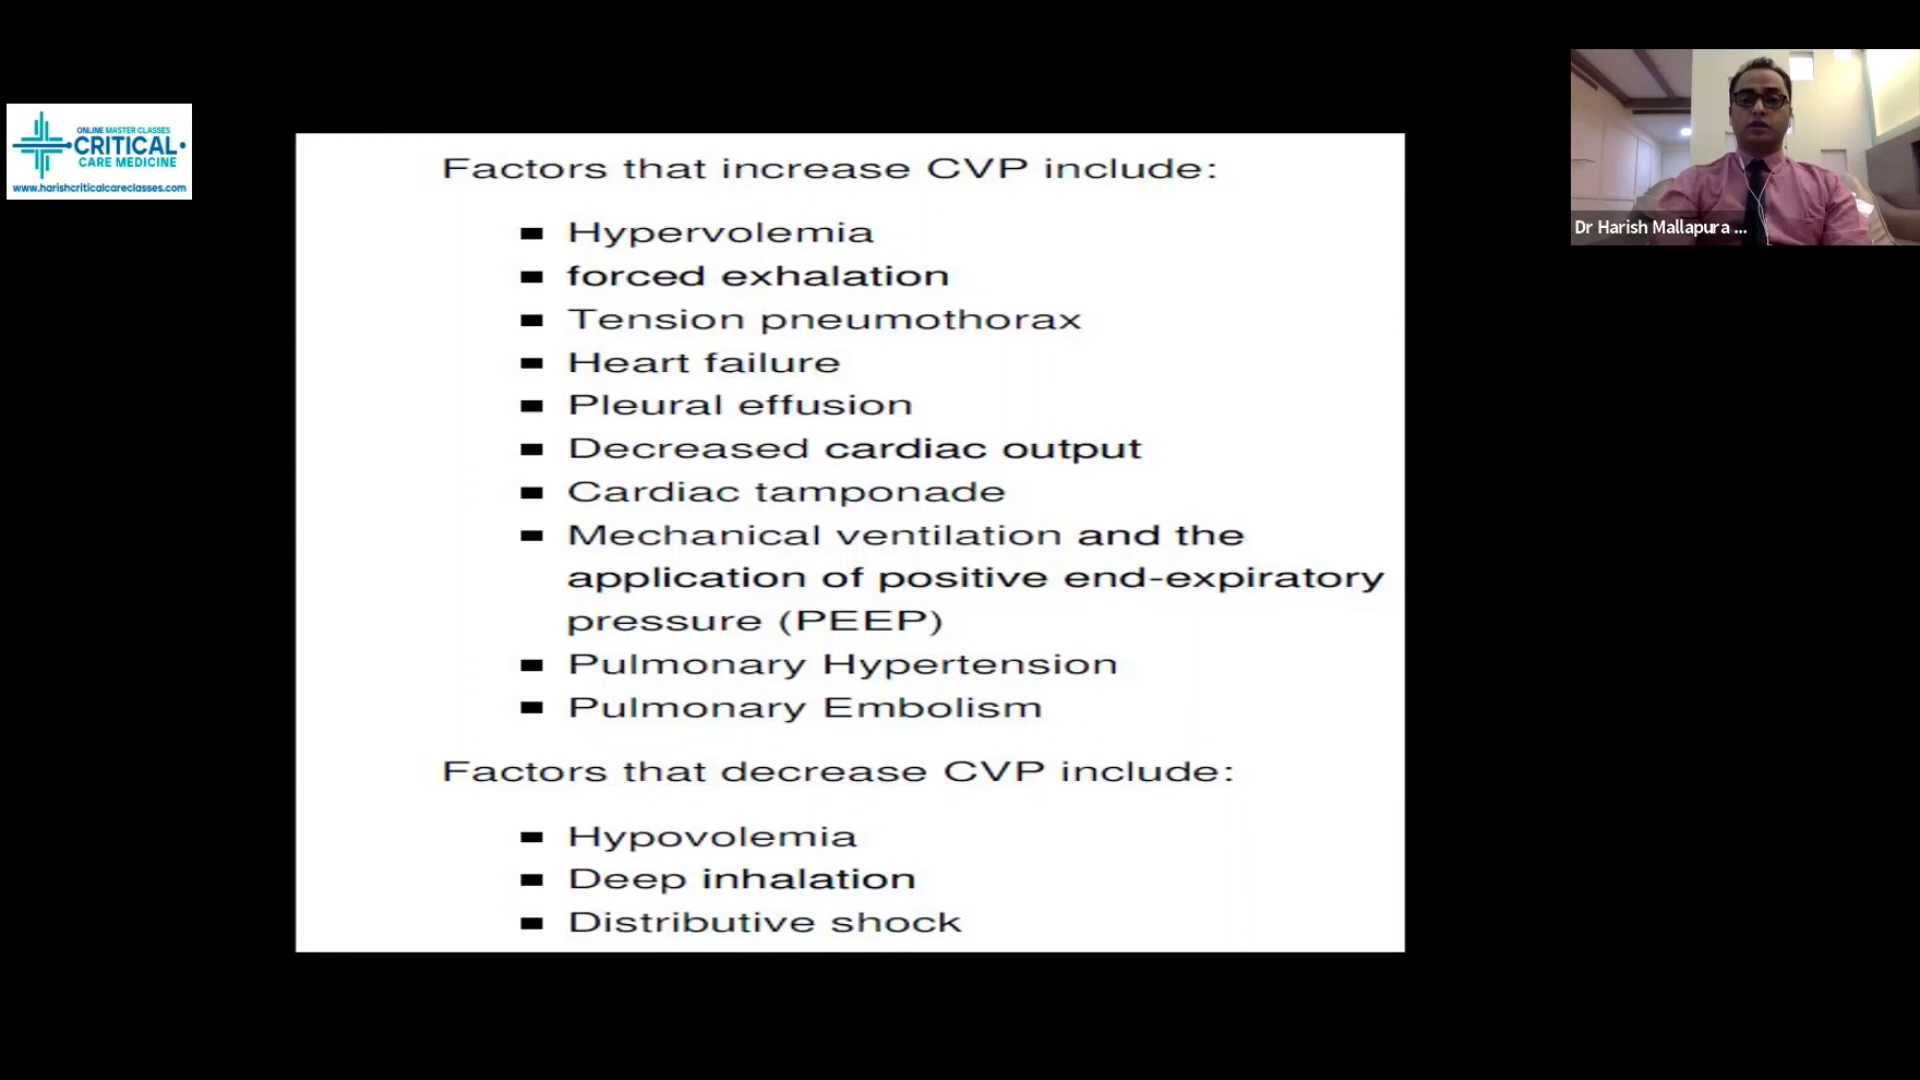 ONLINE MASTER CLASSES
CRITICAL
CARE MEDICINE
www.harishcriticalcareclasses.com
Dr Harish Mallapura ...
Factors that increase CVP include:
Hypervolemia
forced exhalation
Tension pneumothorax
Heart failure
Pleural effusion
Decreased cardiac output
Cardiac tamponade
Mechanical ventilation and the
application of positive end-expiratory
pressure (PEEP)
Pulmonary Hypertension
Pulmonary Embolism
Factors that decrease CVP include:
Hypovolemia
Deep inhalation
Distributive shock